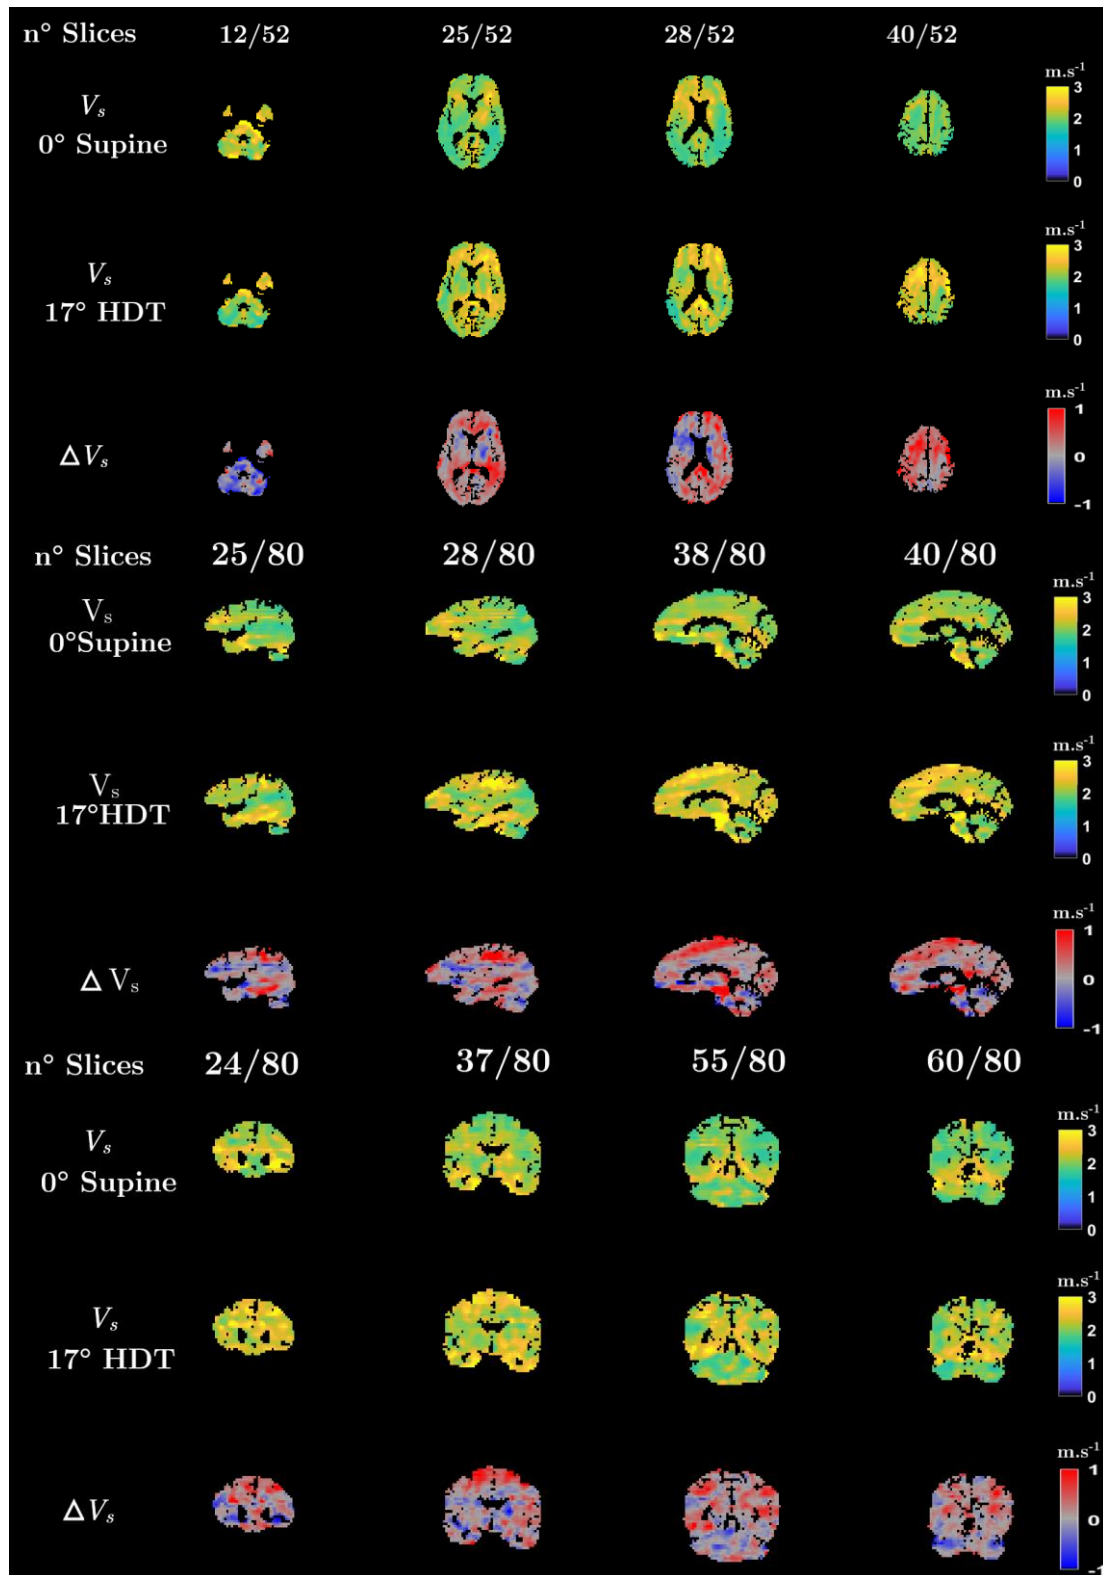 n° Slices 12/52 25/52 28/52 40/52
m.s⁻¹
Vₛ
0° Supine
3
2
1
0
m.s⁻¹
Vₛ
17° HDT
3
2
1
0
m.s⁻¹
ΔVₛ
1
0
-1
n° Slices 25/80 28/80 38/80 40/80
m.s⁻¹
Vₛ
0°Supine
3
2
1
0
m.s⁻¹
Vₛ
17°HDT
3
2
1
0
m.s⁻¹
Δ Vₛ
1
0
-1
n° Slices 24/80 37/80 55/80 60/80
m.s⁻¹
Vₛ
0° Supine
3
2
1
0
m.s⁻¹
Vₛ
17° HDT
3
2
1
0
m.s⁻¹
ΔVₛ
1
0
-1